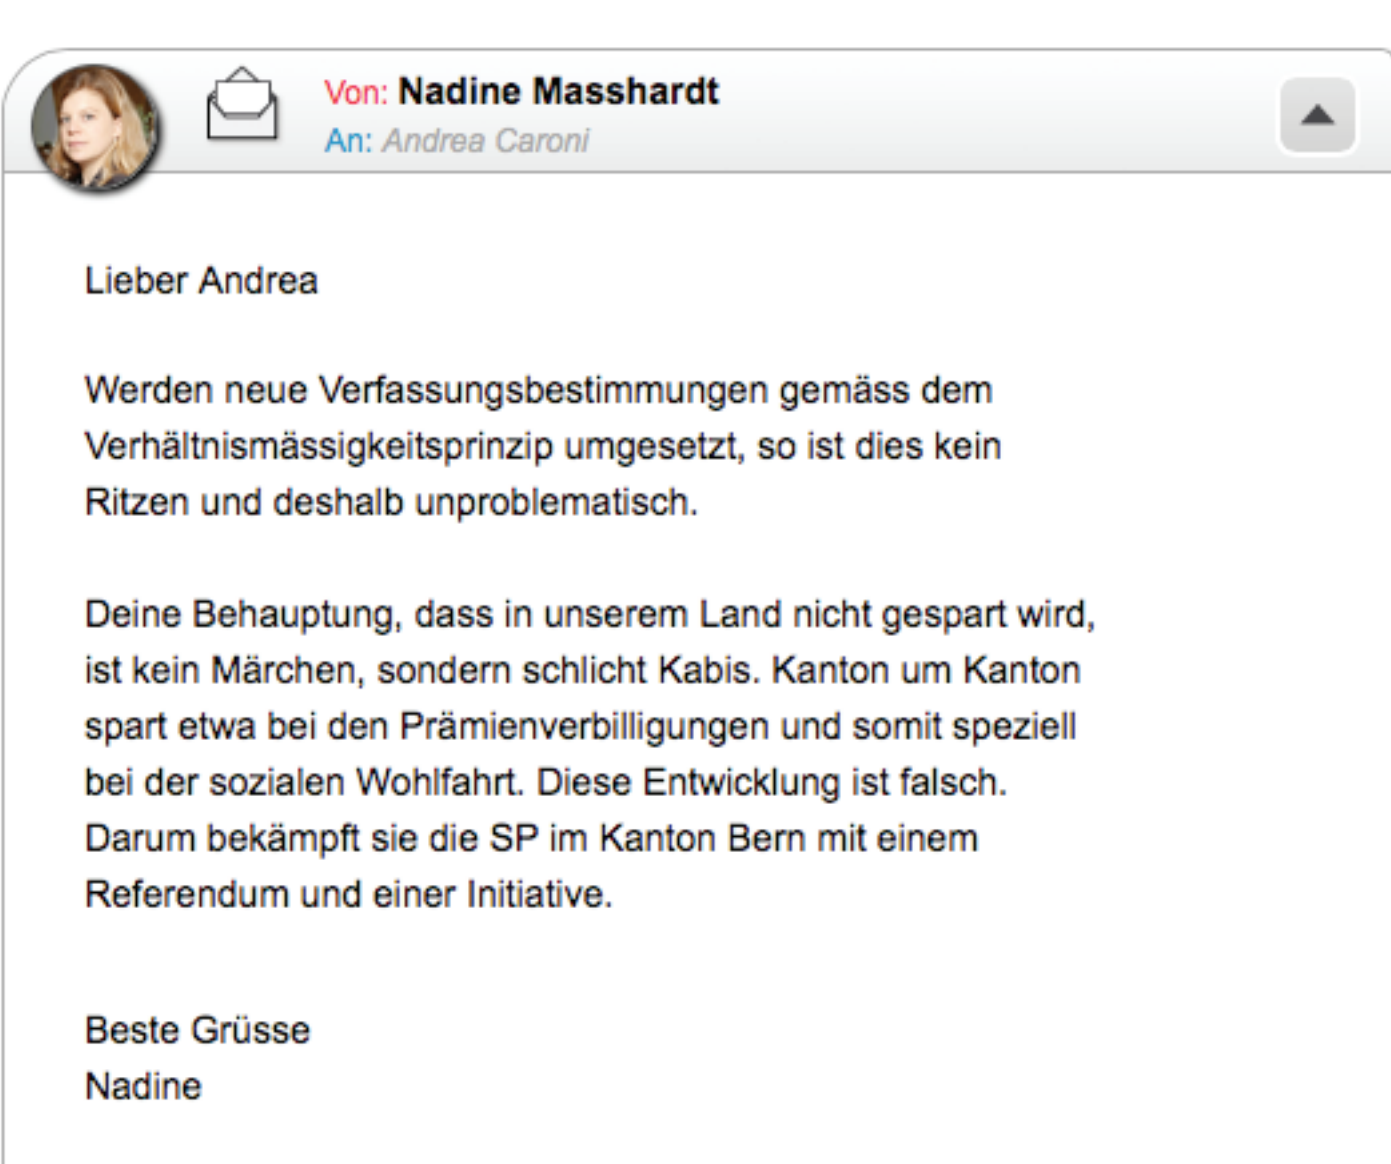 Von: Nadine Masshardt
An: Andrea Caroni
Lieber Andrea
Werden neue Verfassungsbestimmungen gemäss dem
Verhältnismässigkeitsprinzip umgesetzt, so ist dies kein
Ritzen und deshalb unproblematisch.
Deine Behauptung, dass in unserem Land nicht gespart wird,
ist kein Märchen, sondern schlicht Kabis. Kanton um Kanton
spart etwa bei den Prämienverbilligungen und somit speziell
bei der sozialen Wohlfahrt. Diese Entwicklung ist falsch.
Darum bekämpft sie die SP im Kanton Bern mit einem
Referendum und einer Initiative.
Beste Grüsse
Nadine